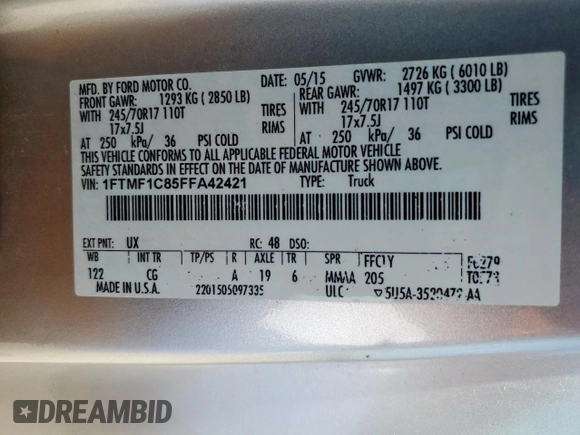 MFD. BY FORD MOTOR CO. DATE: 05/15 GVWR: 2726 KG ( 6010 LB)
FRONT GAWR: 1293 KG ( 2850 LB) REAR GAWR: 1497 KG ( 3300 LB)
WITH 245/70R17 110T TIRES WITH 245/70R17 110T TIRES
17x7.5J RIMS 17x7.5J RIMS
AT 250 kPa/ 36 PSI COLD AT 250 kPa/ 36 PSI COLD
THIS VEHICLE CONFORMS TO ALL APPLICABLE FEDERAL MOTOR VEHICLE
SAFETY STANDARDS IN EFFECT ON THE DATE OF MANUFACTURE SHOWN ABOVE.
VIN: 1FTMF1C85FFA42421 TYPE: Truck
EXT PNT: UX RC: 48 DSO:
WB INT TR TP/PS R AXLE TR SPR
122 CG A 19 6 MMAA 205
MADE IN U.S.A. 2201505097335
DREAMBID